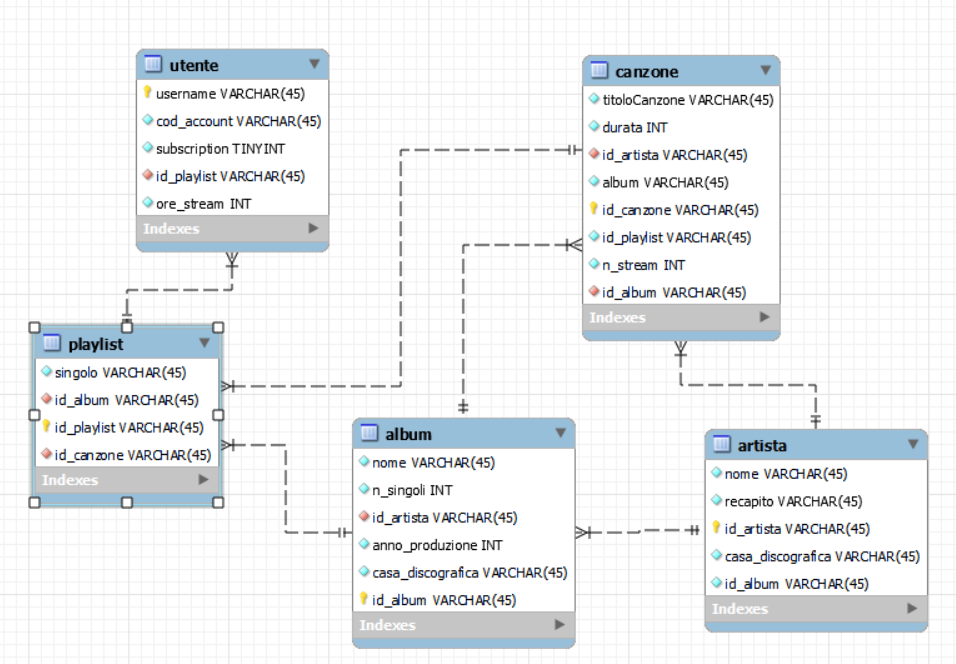 utente
username VARCHAR(45)
cod_account VARCHAR(45)
subscription TINYINT
id_playlist VARCHAR(45)
ore_stream INT
Indexes
canzone
titoloCanzone VARCHAR(45)
durata INT
id_artista VARCHAR(45)
album VARCHAR(45)
id_canzone VARCHAR(45)
id_playlist VARCHAR(45)
n_stream INT
id_album VARCHAR(45)
Indexes
playlist
singolo VARCHAR(45)
id_album VARCHAR(45)
id_playlist VARCHAR(45)
id_canzone VARCHAR(45)
Indexes
album
nome VARCHAR(45)
n_singoli INT
id_artista VARCHAR(45)
anno_produzione INT
casa_discografica VARCHAR(45)
id_album VARCHAR(45)
Indexes
artista
nome VARCHAR(45)
recapito VARCHAR(45)
id_artista VARCHAR(45)
casa_discografica VARCHAR(45)
id_album VARCHAR(45)
Indexes